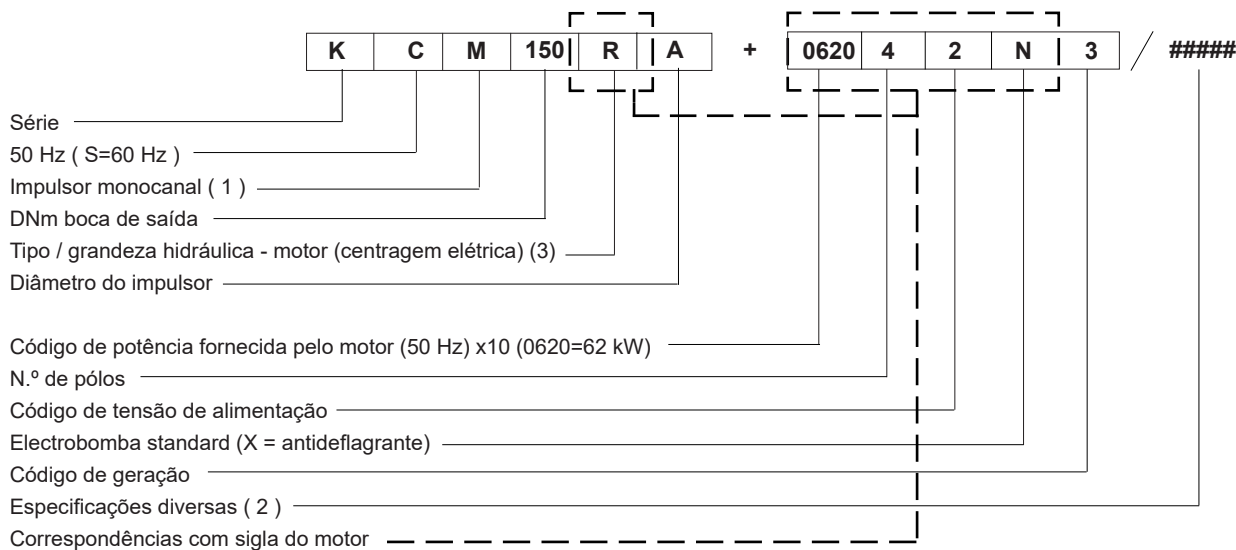 K C M 150 R A + 0620 4 2 N 3 / #####
Série
50 Hz ( S=60 Hz )
Impulsor monocanal ( 1 )
DNm boca de saída
Tipo / grandeza hidráulica - motor (centragem elétrica) (3)
Diâmetro do impulsor
Código de potência fornecida pelo motor (50 Hz) x10 (0620=62 kW)
N.º de pólos
Código de tensão de alimentação
Electrobomba standard (X = antideflagrante)
Código de geração
Especificações diversas ( 2 )
Correspondências com sigla do motor